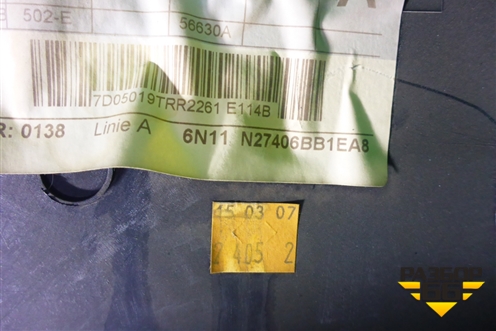 502-E 56630A
7D05019TRR2261 E114B
R: 0138 Linie A 6N11 N27406BB1EA8
15 03 07
2 405 2